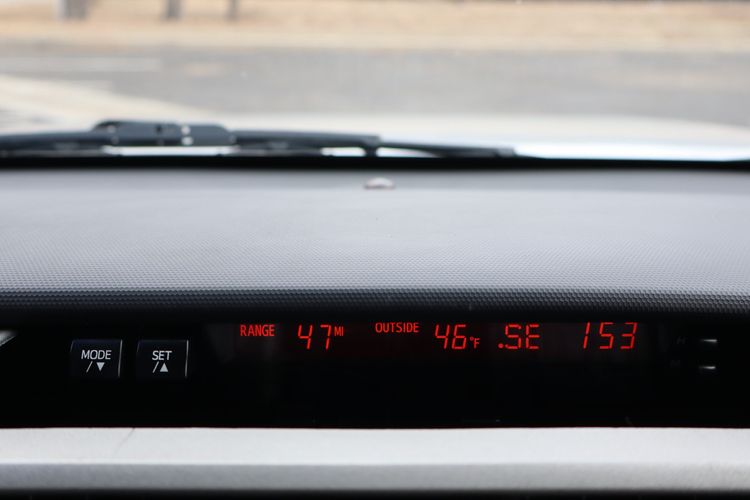 RANGE 47 MI OUTSIDE 46°F .SE 153
MODE SET
/▼ /▲
H
M